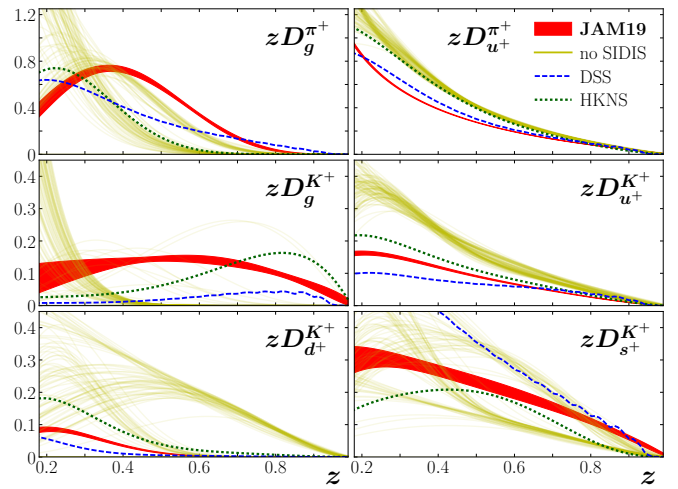 1.2
0.8
0.4
0
zD_g^{π^+}
zD_{u^+}^{π^+}
JAM19
no SIDIS
DSS
HKNS
0.4
0.3
0.2
0.1
0
zD_g^{K^+}
zD_{u^+}^{K^+}
0.4
0.3
0.2
0.1
0
zD_{d^+}^{K^+}
zD_{s^+}^{K^+}
0.2 0.4 0.6 0.8 z
0.2 0.4 0.6 0.8 z